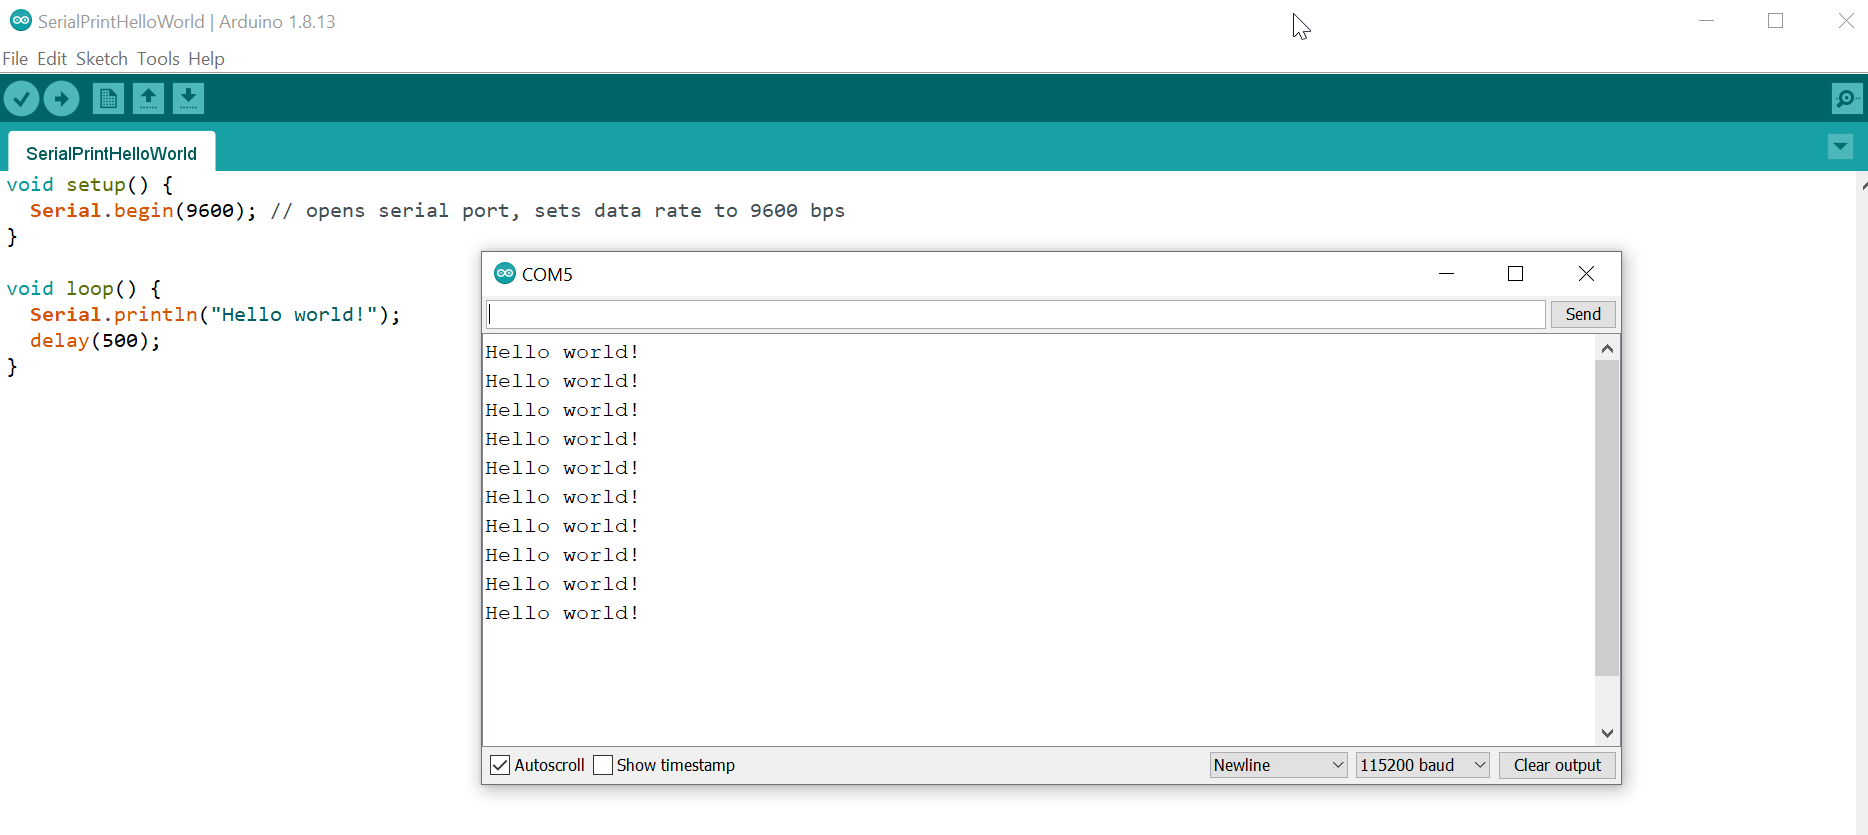 SerialPrintHelloWorld | Arduino 1.8.13
File Edit Sketch Tools Help
SerialPrintHelloWorld
void setup() {
  Serial.begin(9600); // opens serial port, sets data rate to 9600 bps
}
void loop() {
  Serial.println("Hello world!");
  delay(500);
}
COM5
Send
Hello world!
Hello world!
Hello world!
Hello world!
Hello world!
Hello world!
Hello world!
Hello world!
Hello world!
Hello world!
Autoscroll Show timestamp Newline 115200 baud Clear output